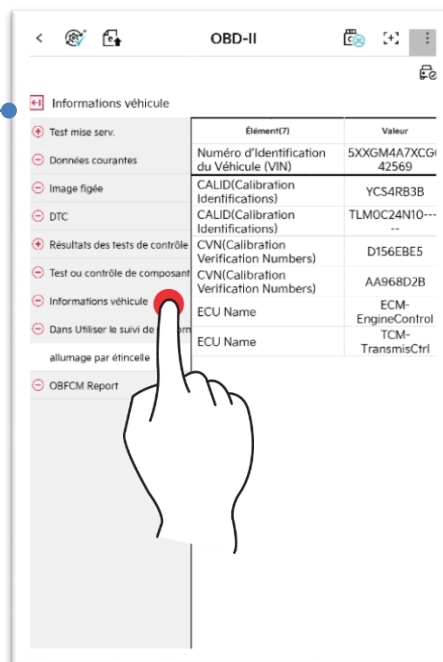 OBD-II
Informations véhicule
Test mise serv.
Données courantes
Image figée
DTC
Résultats des tests de contrôle
Test ou contrôle de composant
Informations véhicule
Dans Utiliser le suivi de
allumage par étincelle
OBFCM Report
Élément(7) Valeur
Numéro d'Identification
du Véhicule (VIN)
5XXGM4A7XCG
42569
CALID(Calibration
Identifications)
YCS4RB3B
CALID(Calibration
Identifications)
TLM0C24N10---
--
CVN(Calibration
Verification Numbers)
D156EBE5
CVN(Calibration
Verification Numbers)
AA968D2B
ECU Name
ECM-
EngineControl
ECU Name
TCM-
TransmisCtrl